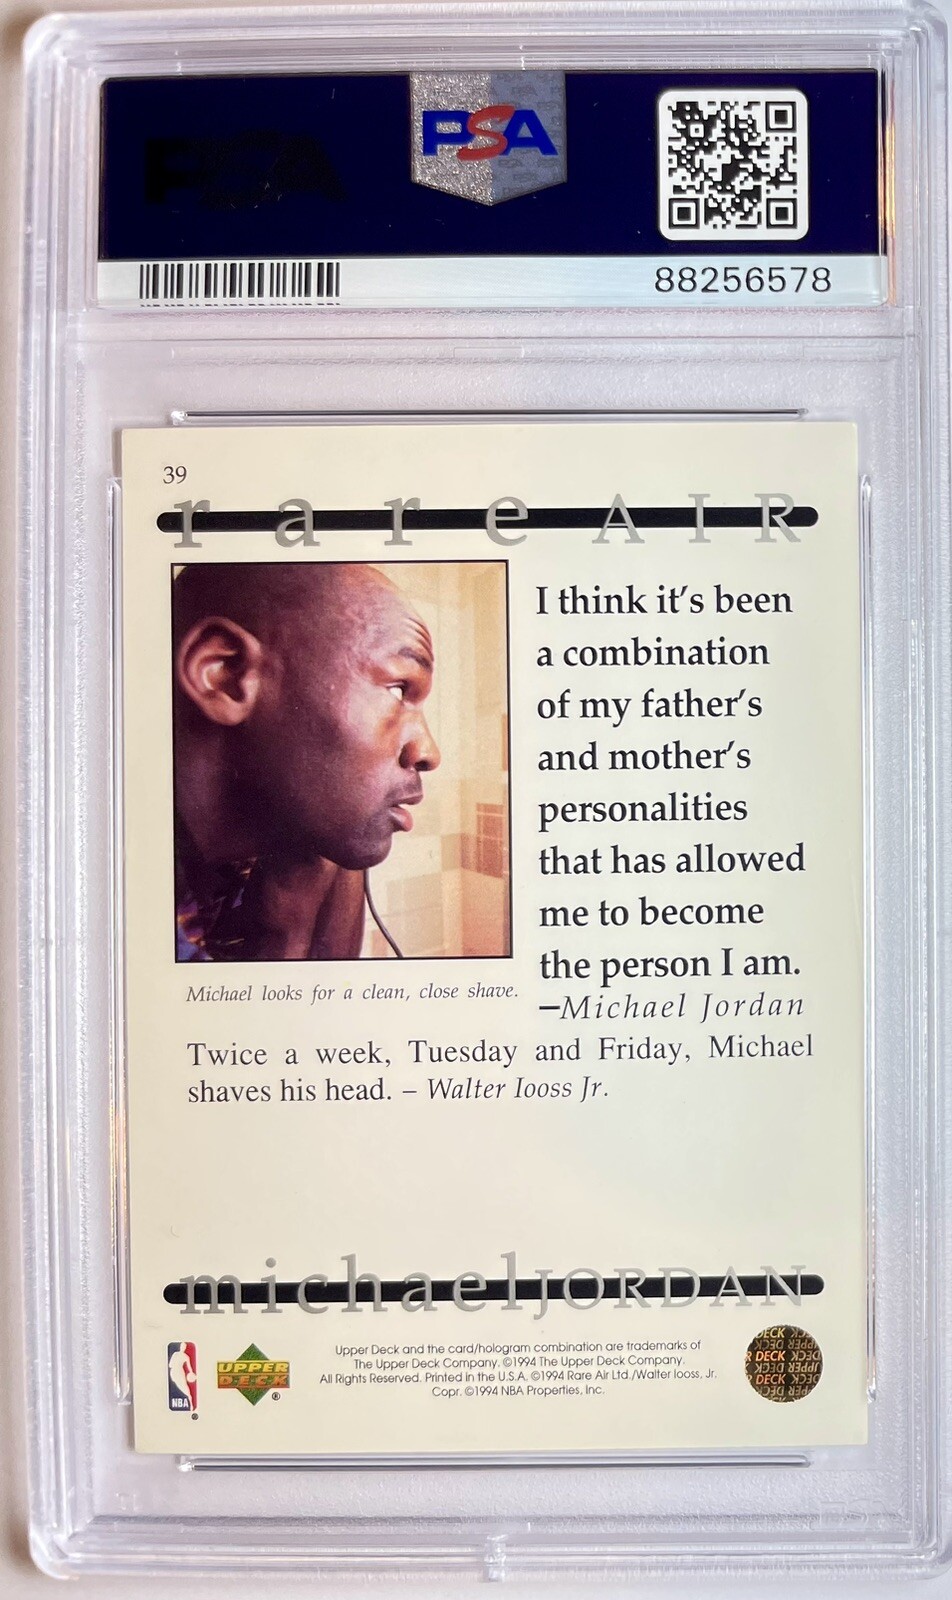 PSA
88256578
39
rare AIR
I think it's been
a combination
of my father's
and mother's
personalities
that has allowed
me to become
the person I am.
–Michael Jordan
Michael looks for a clean, close shave.
Twice a week, Tuesday and Friday, Michael
shaves his head. – Walter Iooss Jr.
michaelJORDAN
NBA
®
UPPER
DECK
®
Upper Deck and the card/hologram combination are trademarks of
The Upper Deck Company. ©1994 The Upper Deck Company.
All Rights Reserved. Printed in the U.S.A. ©1994 Rare Air Ltd./Walter Iooss, Jr.
Copr. ©1994 NBA Properties, Inc.
DECK
R DECK
DECK